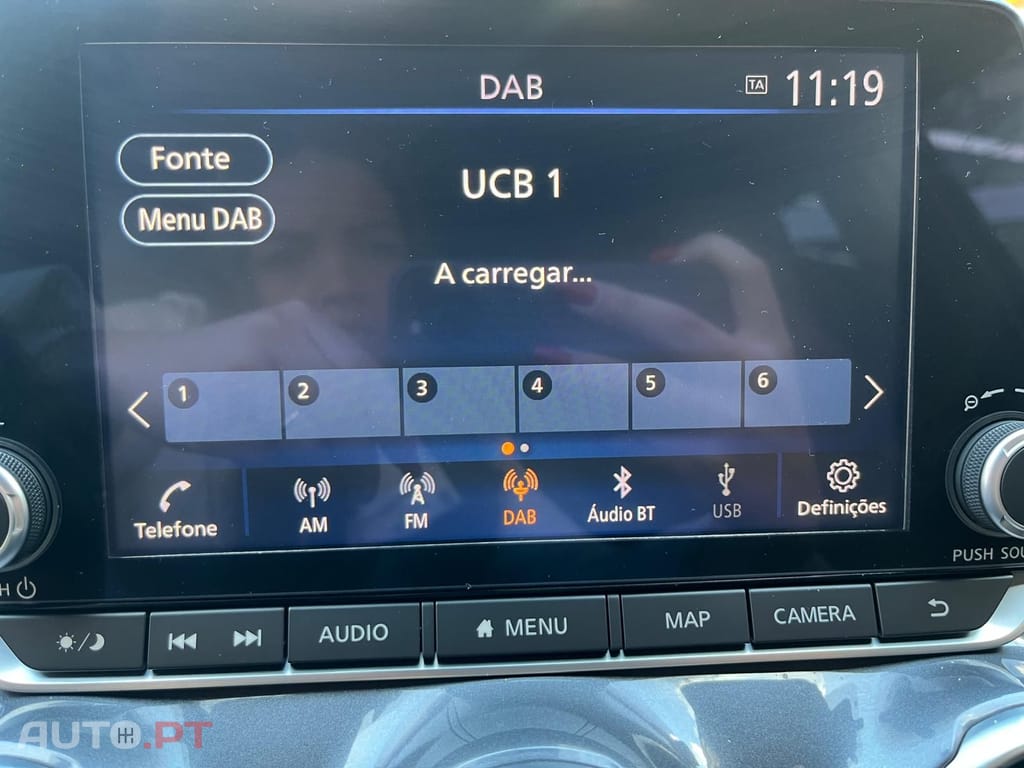 DAB
TA
11:19
Fonte
UCB 1
Menu DAB
A carregar...
1 2 3 4 5 6
Telefone AM FM DAB Áudio BT USB Definições
PUSH SOU
H
AUDIO MENU MAP CAMERA
AUTO.PT